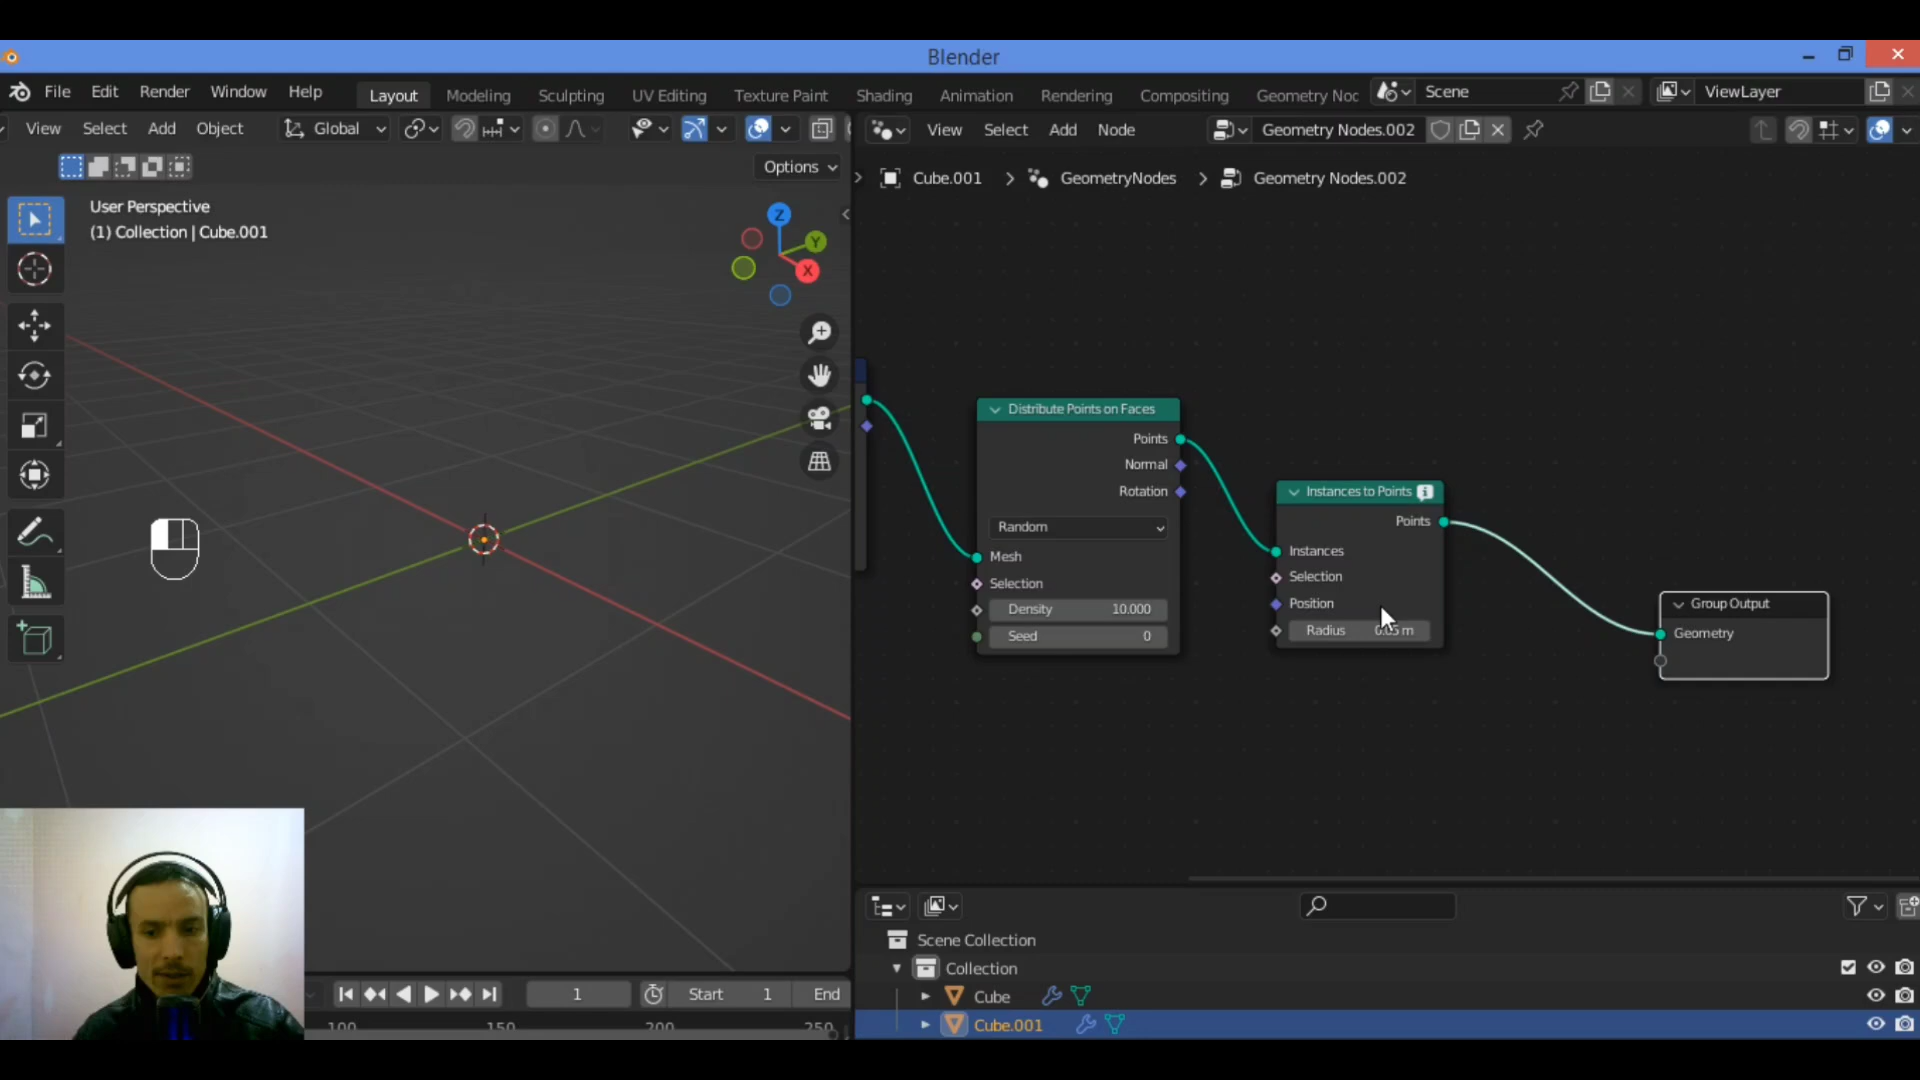 Blender
File Edit Render Window Help Layout Modeling Sculpting UV Editing Texture Paint Shading Animation Rendering Compositing Geometry Noc Scene ViewLayer
View Select Add Object Global
View Select Add Node Geometry Nodes.002
Options
Cube.001 > GeometryNodes > Geometry Nodes.002
User Perspective
(1) Collection | Cube.001
Z
Y
X
Distribute Points on Faces
Points
Normal
Rotation
Random
Mesh
Selection
Density 10.000
Seed 0
Instances to Points
Points
Instances
Selection
Position
Radius m
Group Output
Geometry
Scene Collection
Collection
Cube
Cube.001
1 Start 1 End
100 150 200 250